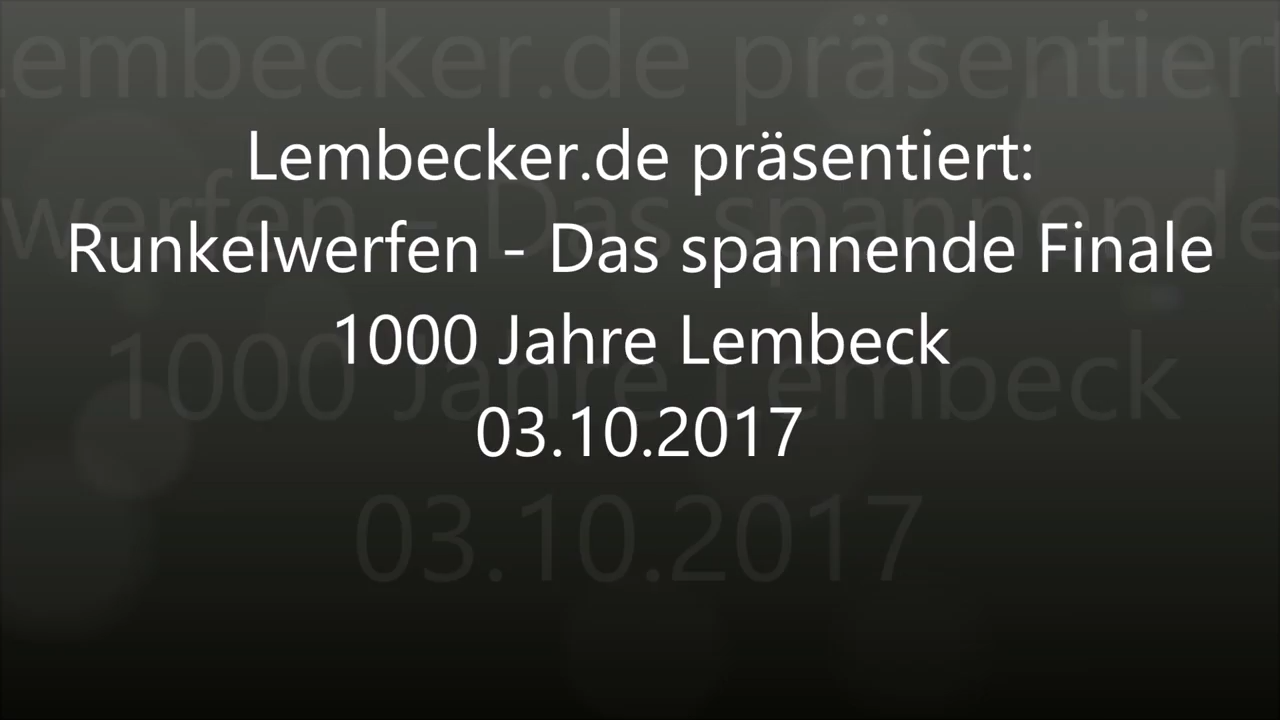 Lembecker.de präsentiert:
Runkelwerfen - Das spannende Finale
1000 Jahre Lembeck
03.10.2017